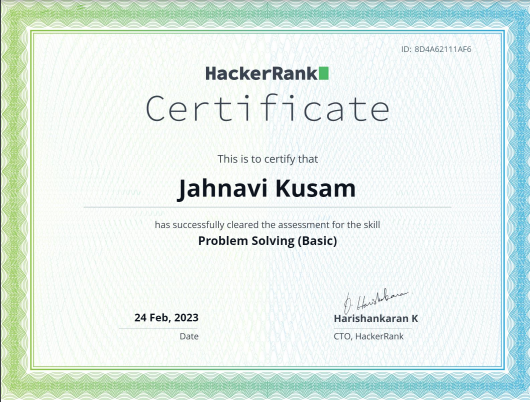 ID: 8D4A62111AF6
HackerRank
Certificate
This is to certify that
Jahnavi Kusam
has successfully cleared the assessment for the skill
Problem Solving (Basic)
24 Feb, 2023
Date
Harishankaran K
CTO, HackerRank